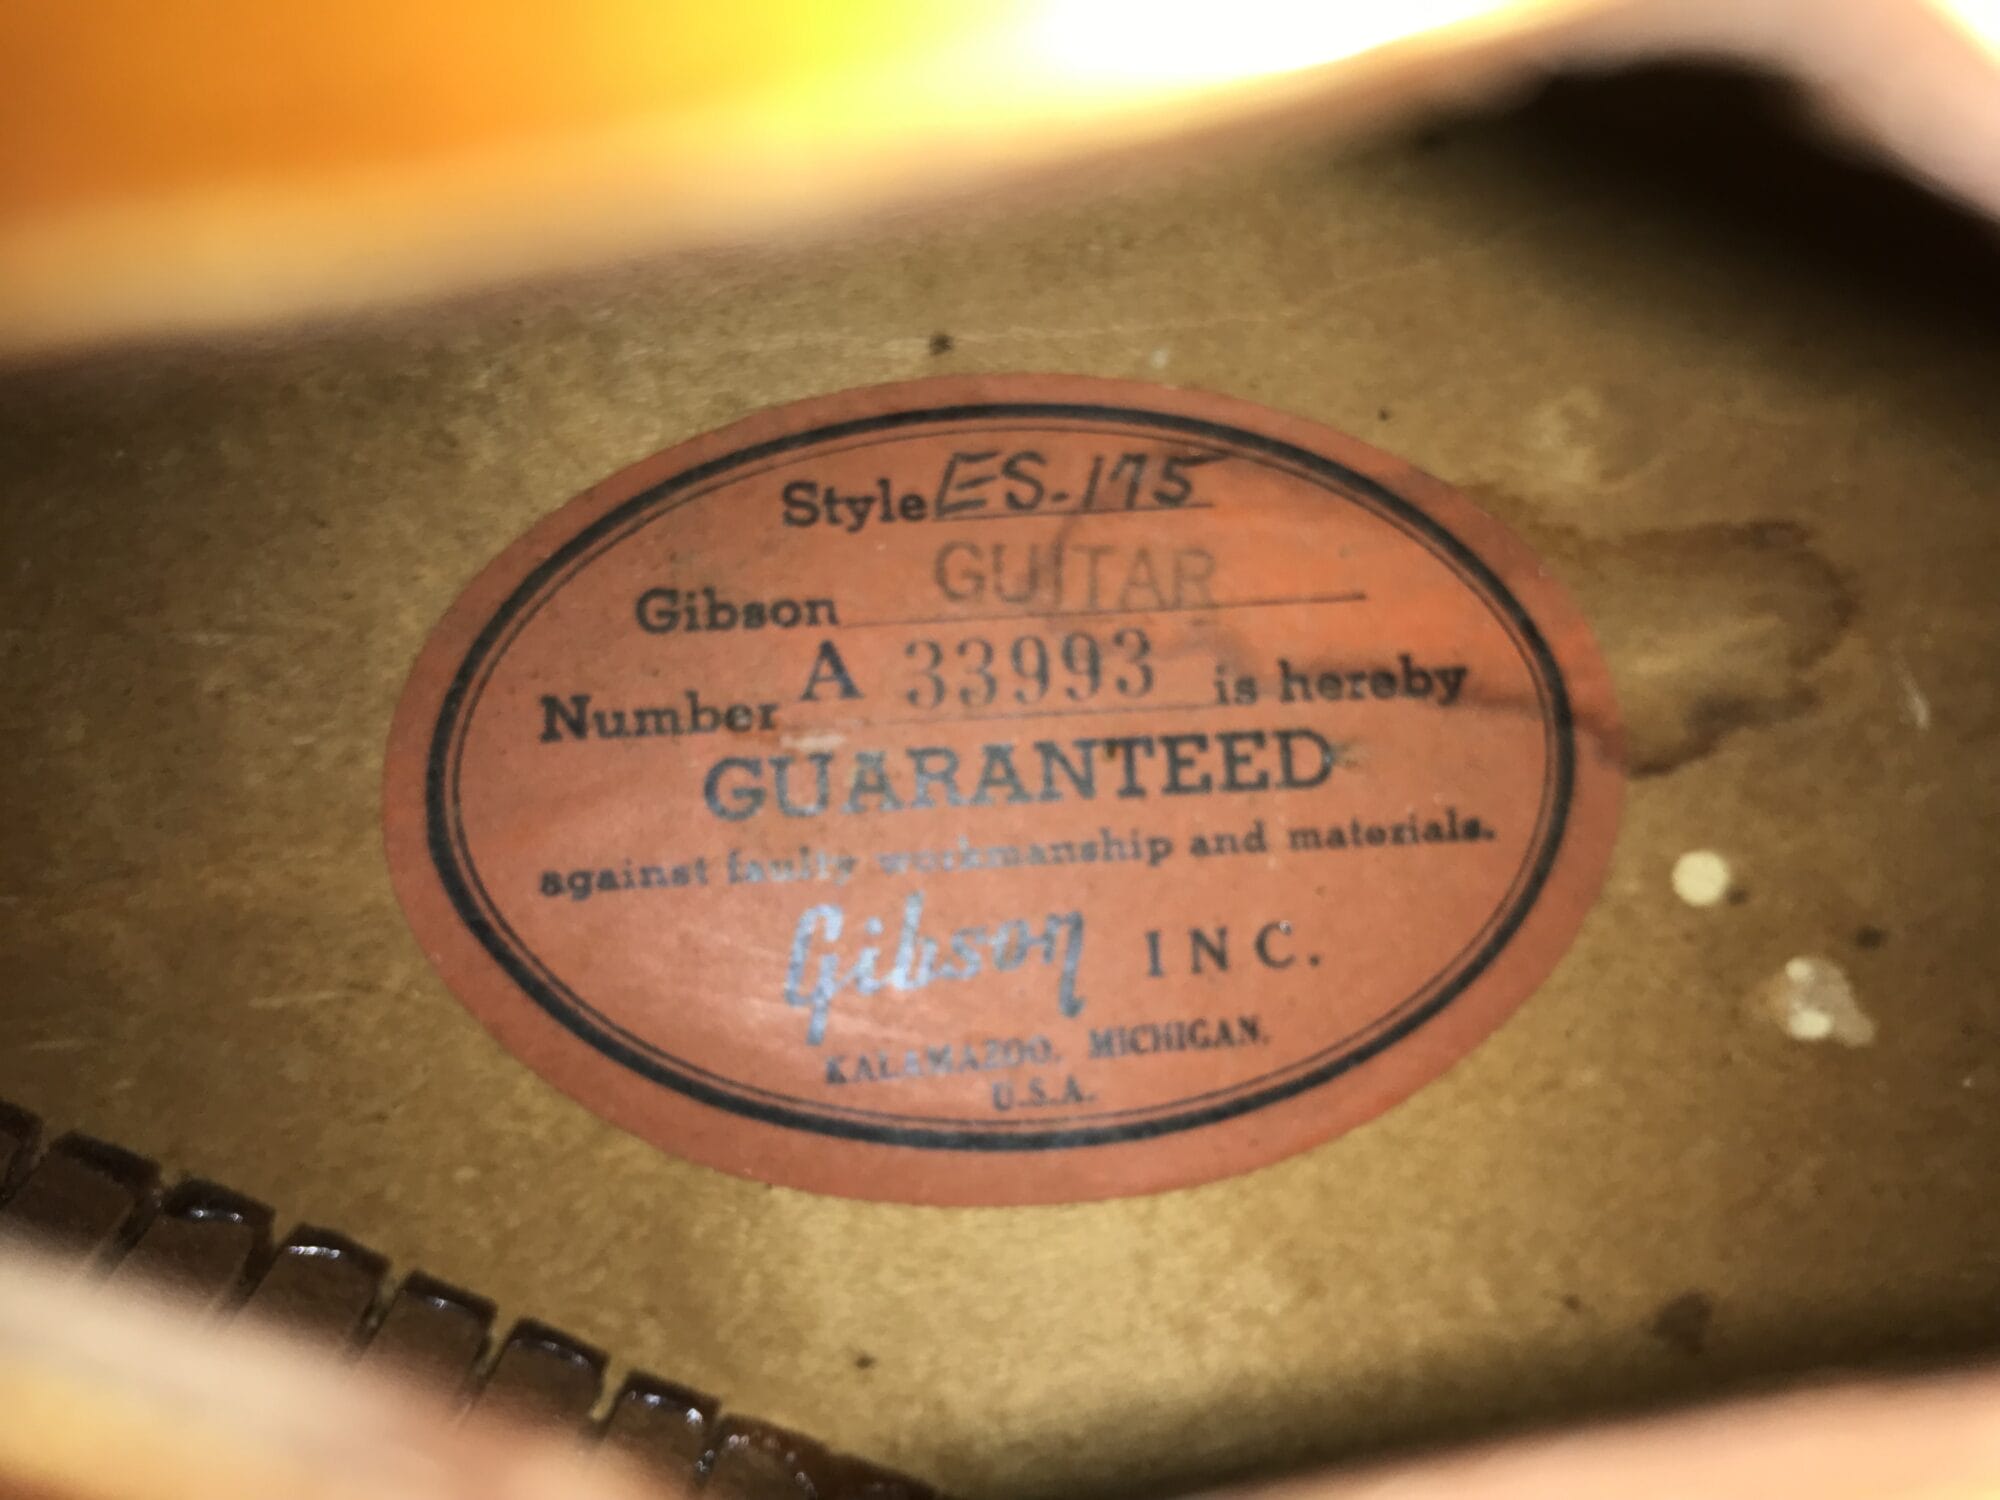 Style ES-175
Gibson GUITAR
Number A 33993 is hereby
GUARANTEED
against faulty workmanship and materials.
Gibson INC.
KALAMAZOO, MICHIGAN.
U.S.A.